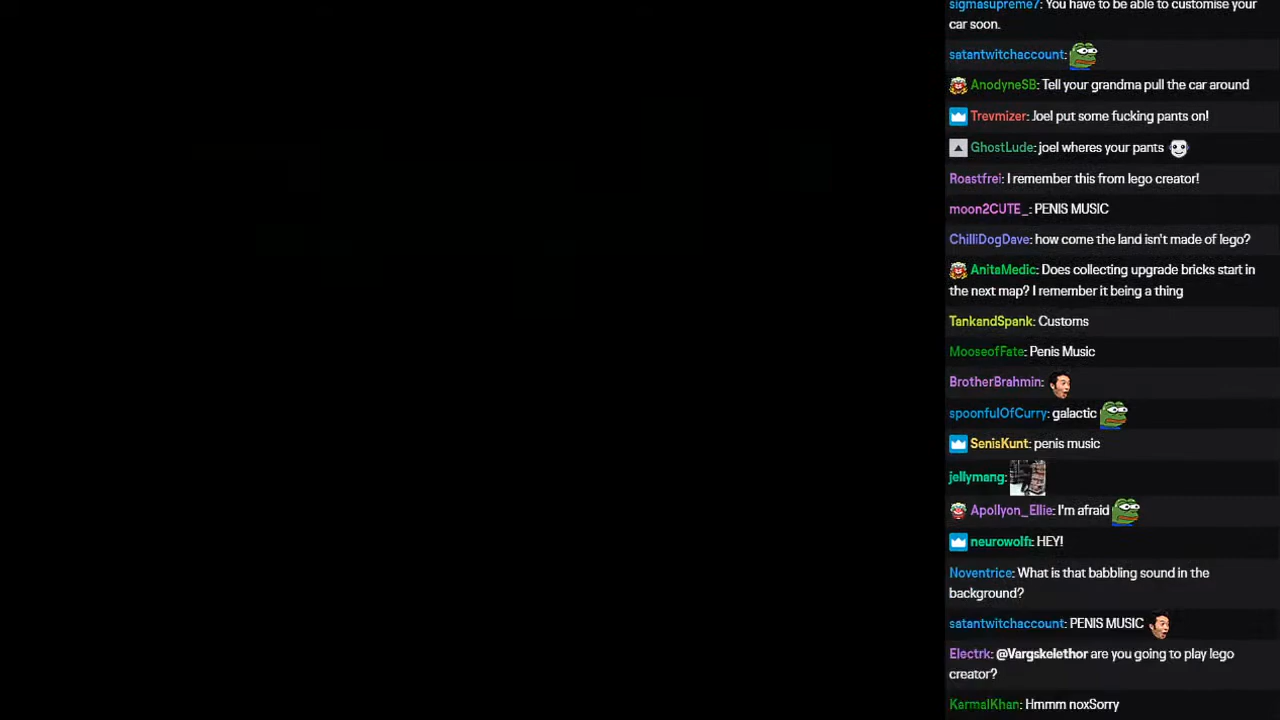 sigmasupreme7: You have to be able to customise your
car soon.
satantwitchaccount:
AnodyneSB: Tell your grandma pull the car around
Trevmizer: Joel put some fucking pants on!
GhostLude: joel wheres your pants
Roastfrei: I remember this from lego creator!
moon2CUTE_: PENIS MUSIC
ChilliDogDave: how come the land isn't made of lego?
AnitaMedic: Does collecting upgrade bricks start in
the next map? I remember it being a thing
TankandSpank: Customs
MooseofFate: Penis Music
BrotherBrahmin:
spoonfulOfCurry: galactic
SenisKunt: penis music
jellymang:
Apollyon_Ellie: I'm afraid
neurowolfi: HEY!
Noventrice: What is that babbling sound in the
background?
satantwitchaccount: PENIS MUSIC
Electrk: @Vargskelethor are you going to play lego
creator?
KarmalKhan: Hmmm noxSorry